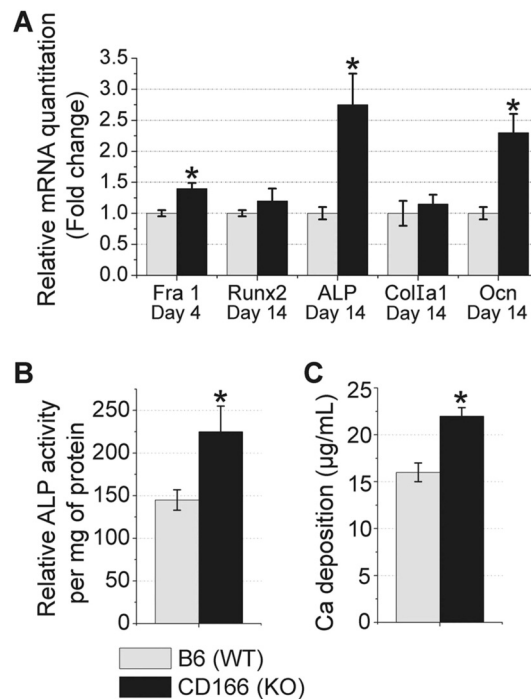 A
Relative mRNA quantitation
(Fold change)
3.5
3.0
2.5
2.0
1.5
1.0
0.5
0.0
*
*
*
Fra 1 Runx2 ALP ColIa1 Ocn
Day 4 Day 14 Day 14 Day 14 Day 14
B
Relative ALP activity
per mg of protein
250
200
150
100
50
0
*
C
Ca deposition (µg/mL)
25
20
15
10
5
0
*
B6 (WT)
CD166 (KO)